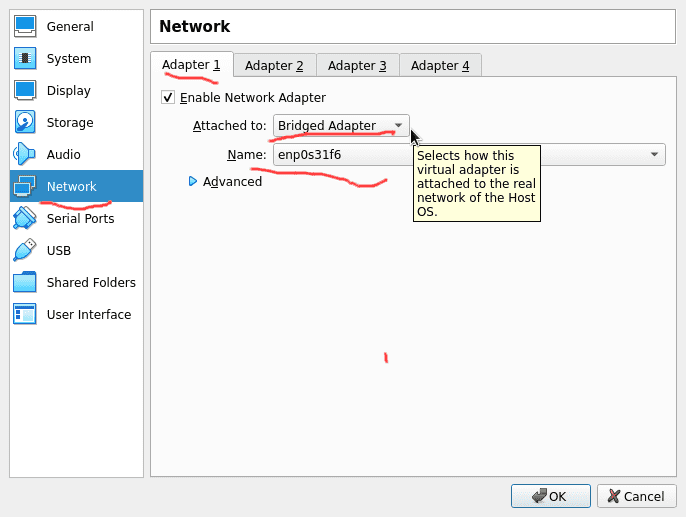 General
System
Display
Storage
Audio
Network
Serial Ports
USB
Shared Folders
User Interface
Network
Adapter 1
Adapter 2
Adapter 3
Adapter 4
Enable Network Adapter
Attached to:
Bridged Adapter
Name:
enp0s31f6
Advanced
Selects how this
virtual adapter is
attached to the real
network of the Host
OS.
OK
Cancel